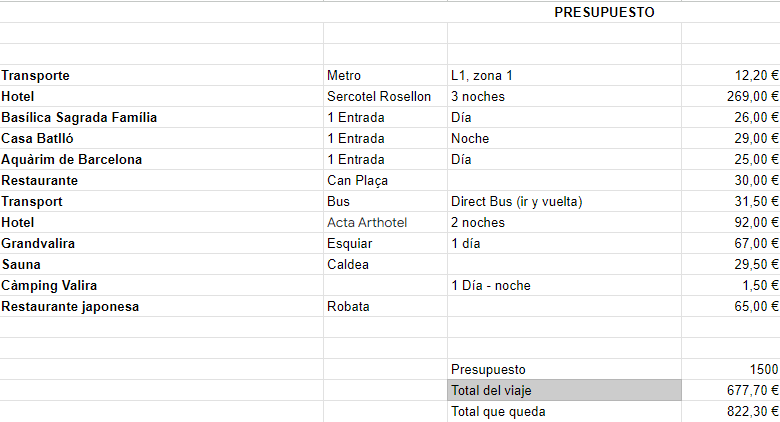 PRESUPUESTO
Transporte Metro L1, zona 1 12,20 €
Hotel Sercotel Rosellon 3 noches 269,00 €
Basílica Sagrada Família 1 Entrada Día 26,00 €
Casa Batlló 1 Entrada Noche 29,00 €
Aquàrim de Barcelona 1 Entrada Día 25,00 €
Restaurante Can Plaça 30,00 €
Transport Bus Direct Bus (ir y vuelta) 31,50 €
Hotel Acta Arthotel 2 noches 92,00 €
Grandvalira Esquiar 1 día 67,00 €
Sauna Caldea 29,50 €
Càmping Valira 1 Día - noche 1,50 €
Restaurante japonesa Robata 65,00 €
Presupuesto 1500
Total del viaje 677,70 €
Total que queda 822,30 €